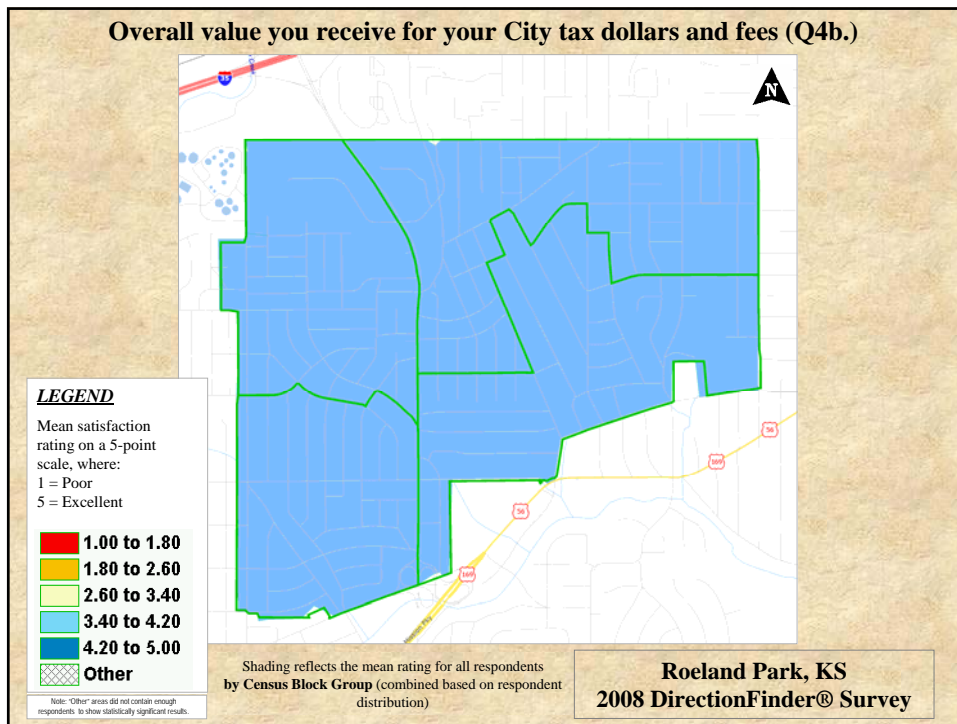 Overall value you receive for your City tax dollars and fees (Q4b.)
35
N
56
169
56
169
LEGEND
Mean satisfaction
rating on a 5-point
scale, where:
1 = Poor
5 = Excellent
1.00 to 1.80
1.80 to 2.60
2.60 to 3.40
3.40 to 4.20
4.20 to 5.00
Other
Note: "Other" areas did not contain enough
respondents to show statistically significant results.
Shading reflects the mean rating for all respondents
by Census Block Group (combined based on respondent
distribution)
Roeland Park, KS
2008 DirectionFinder® Survey